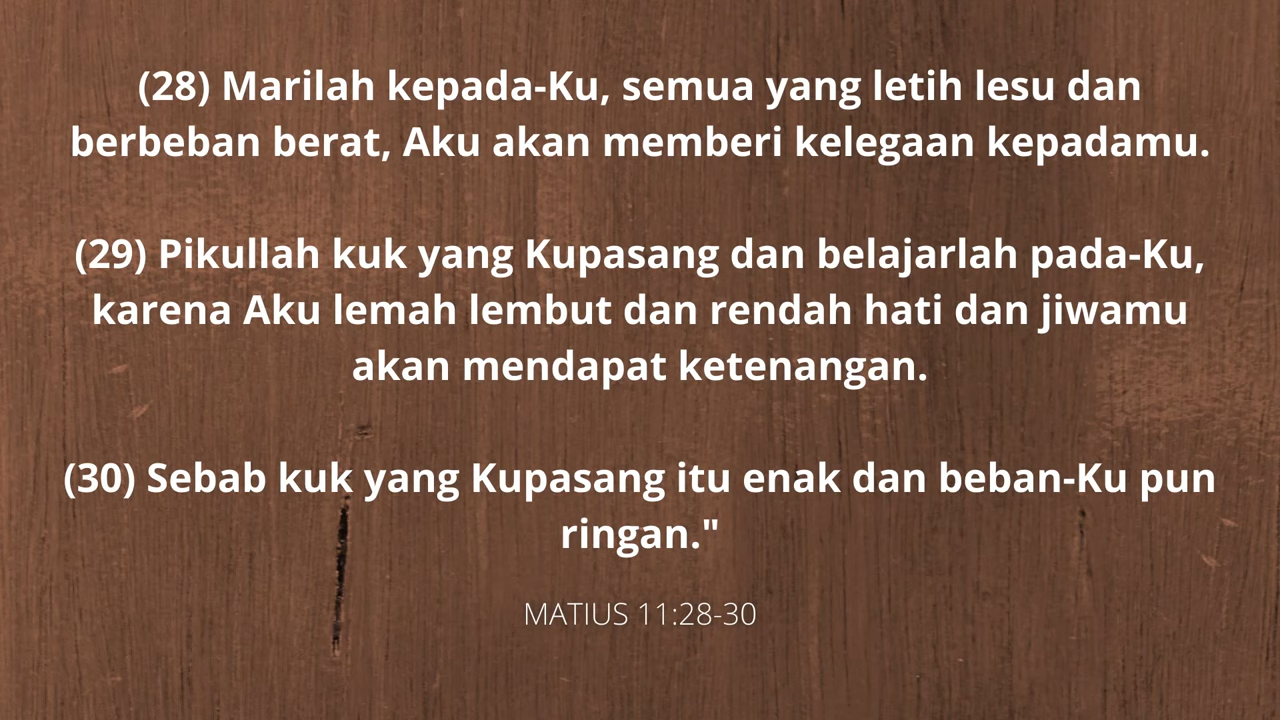 (28) Marilah kepada-Ku, semua yang letih lesu dan
berbeban berat, Aku akan memberi kelegaan kepadamu.
(29) Pikullah kuk yang Kupasang dan belajarlah pada-Ku,
karena Aku lemah lembut dan rendah hati dan jiwamu
akan mendapat ketenangan.
(30) Sebab kuk yang Kupasang itu enak dan beban-Ku pun
ringan."
MATIUS 11:28-30